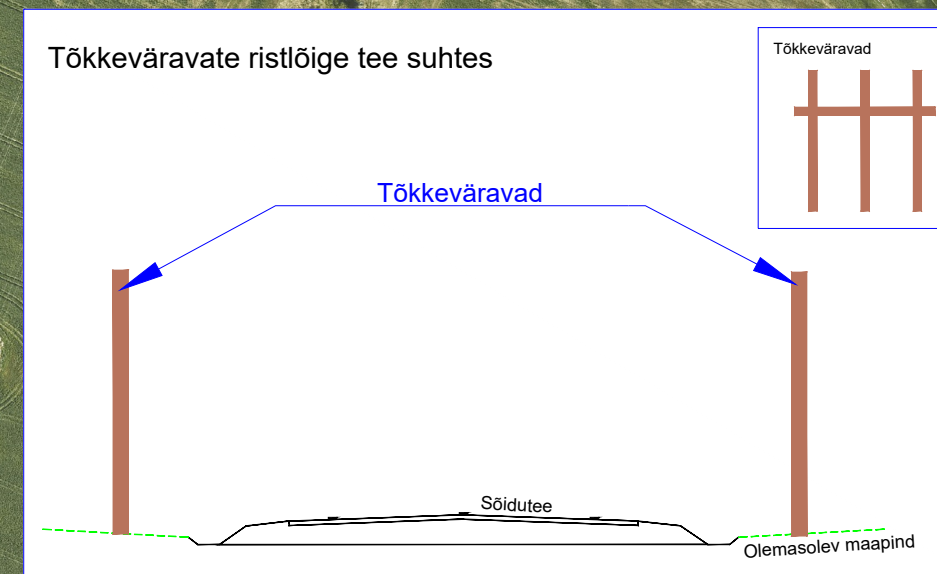 Tõkkeväravate ristlõige tee suhtes
Tõkkeväravad
Tõkkeväravad
Sõidutee
Olemasolev maapind